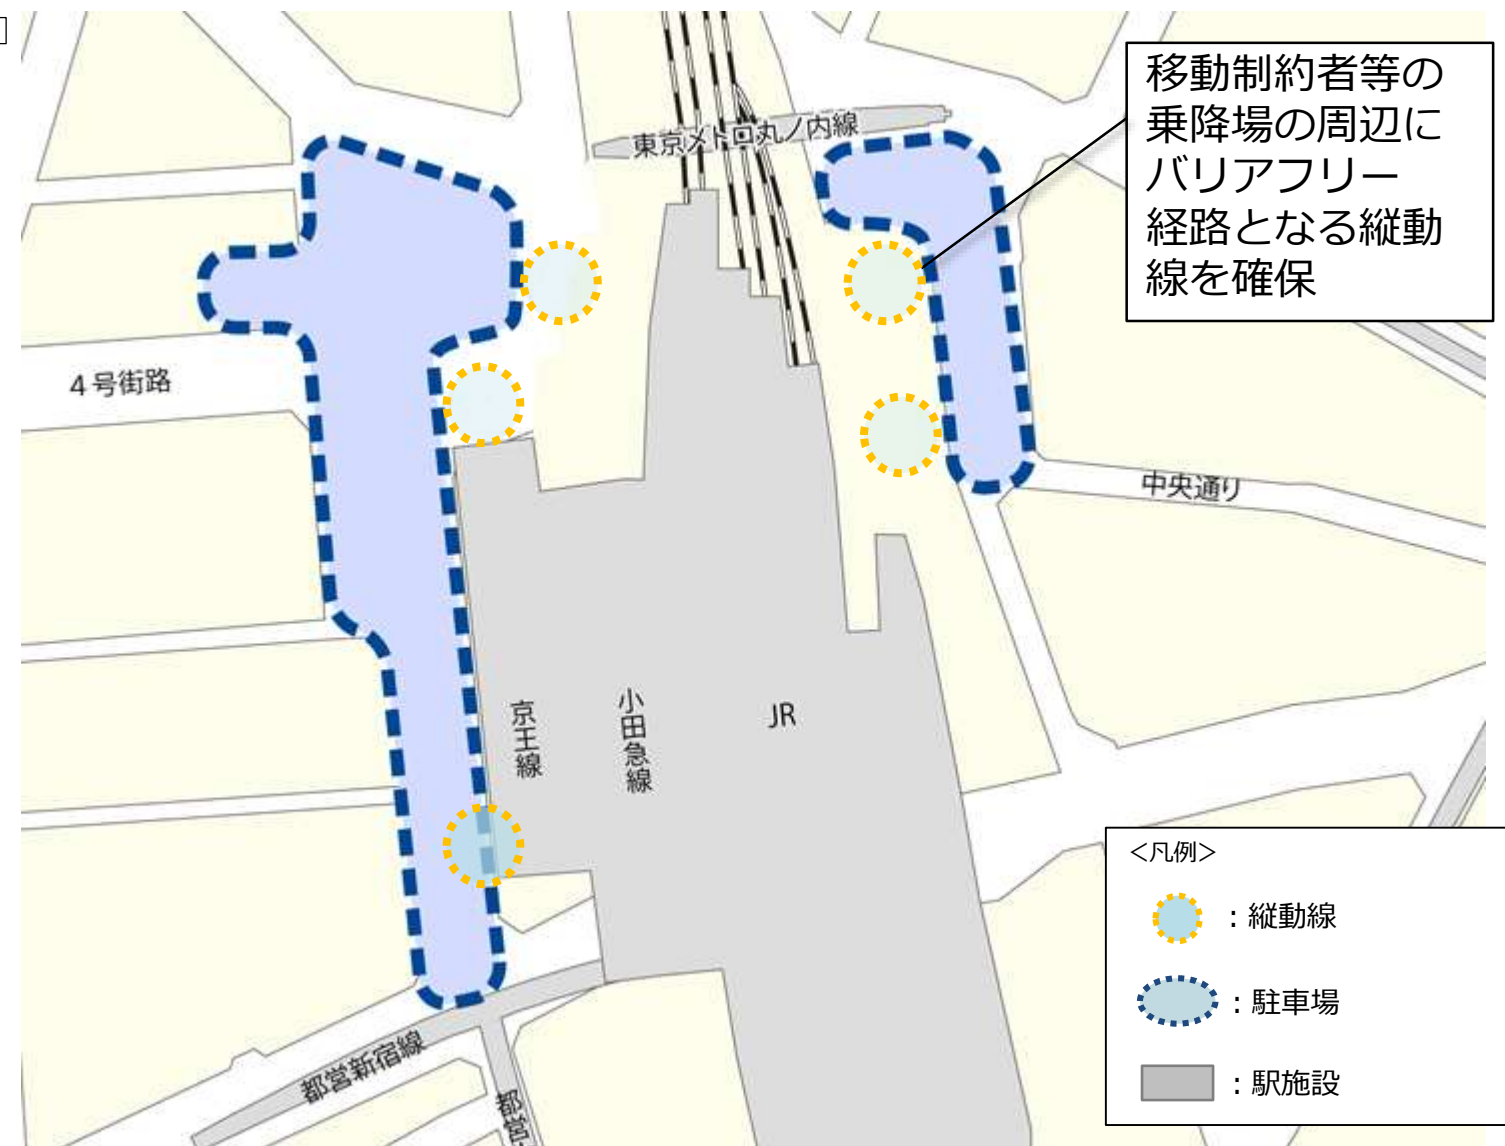 移動制約者等の
乗降場の周辺に
バリアフリー
経路となる縦動
線を確保
東京メトロ丸ノ内線
4号街路
中央通り
京王線
小田急線
JR
都営新宿線
都営
<凡例>
：縦動線
：駐車場
：駅施設